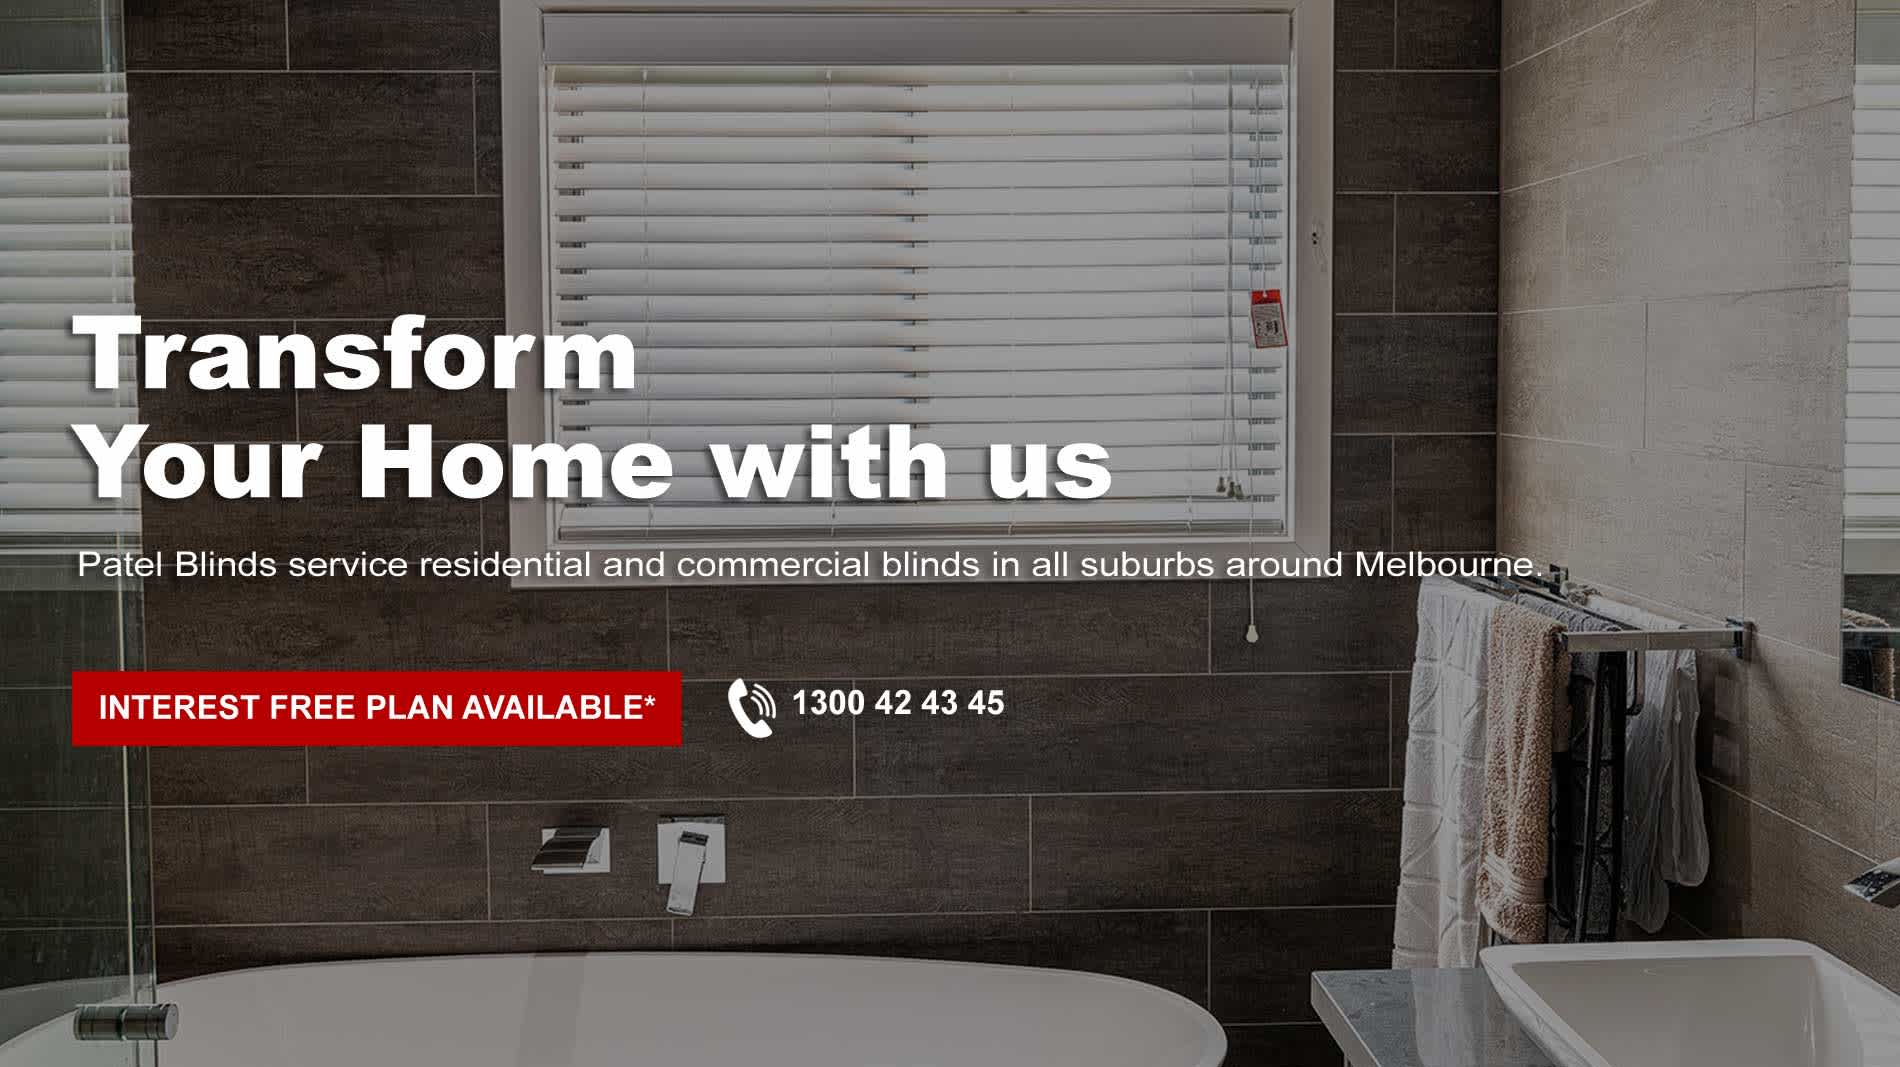 Transform
Your Home with us
Patel Blinds service residential and commercial blinds in all suburbs around Melbourne.
INTEREST FREE PLAN AVAILABLE*
1300 42 43 45